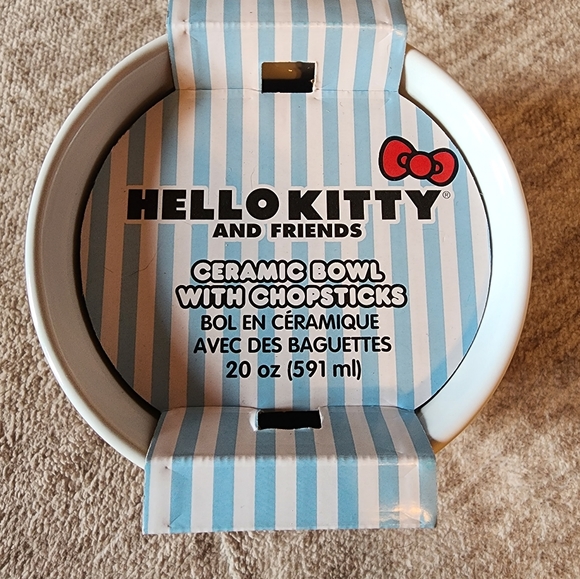 HELLO KITTY®
AND FRIENDS
CERAMIC BOWL
WITH CHOPSTICKS
BOL EN CÉRAMIQUE
AVEC DES BAGUETTES
20 oz (591 ml)